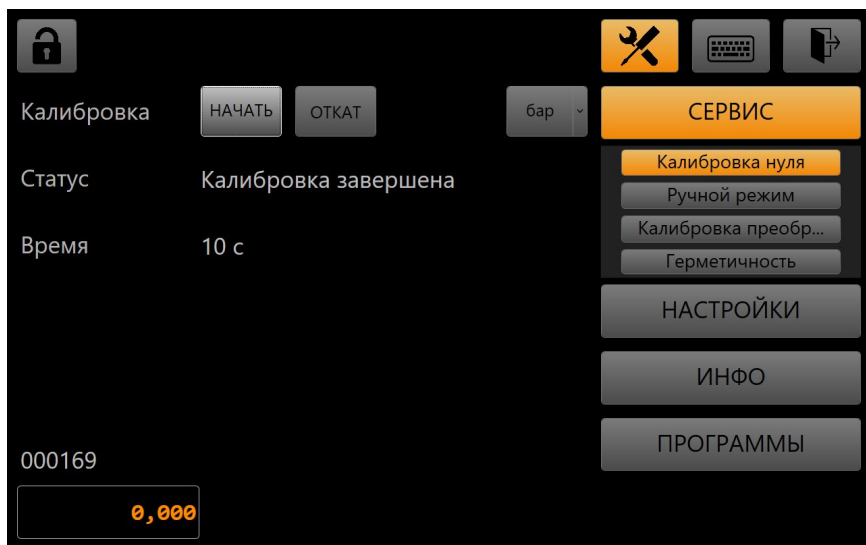 Калибровка НАЧАТЬ ОТКАТ бар
Статус Калибровка завершена
Время 10 с
000169
0,000
СЕРВИС
Калибровка нуля
Ручной режим
Калибровка преобр...
Герметичность
НАСТРОЙКИ
ИНФО
ПРОГРАММЫ